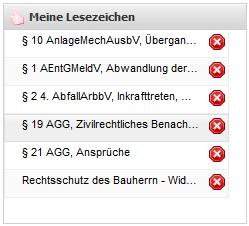 Meine Lesezeichen
§ 10 AnlageMechAusbV, Übergan...
§ 1 AEntGMeldV, Abwandlung der...
§ 2 4. AbfallArbbV, Inkrafttreten, ...
§ 19 AGG, Zivilrechtliches Benach...
§ 21 AGG, Ansprüche
Rechtsschutz des Bauherrn - Wid...